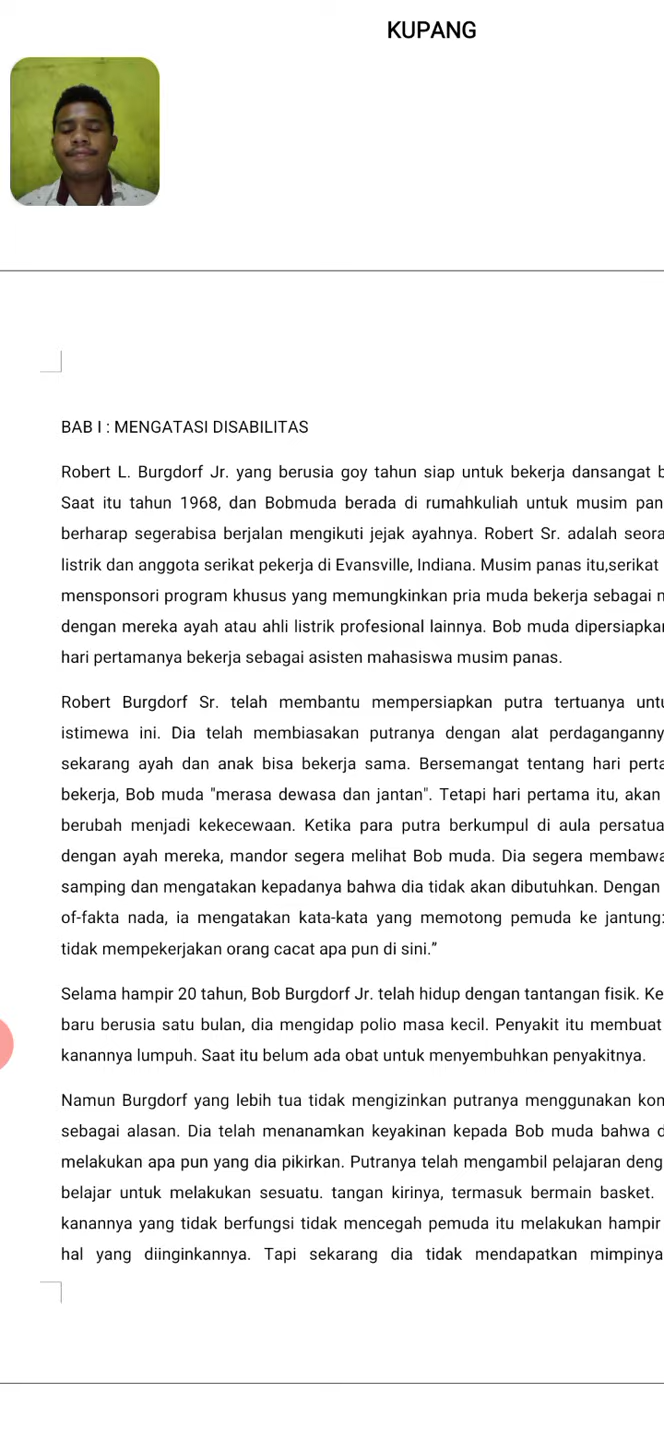 KUPANG
BAB I : MENGATASI DISABILITAS
Robert L. Burgdorf Jr. yang berusia goy tahun siap untuk bekerja dansangat b
Saat itu tahun 1968, dan Bobmuda berada di rumahkuliah untuk musim pan
berharap segerabisa berjalan mengikuti jejak ayahnya. Robert Sr. adalah seora
listrik dan anggota serikat pekerja di Evansville, Indiana. Musim panas itu,serikat
mensponsori program khusus yang memungkinkan pria muda bekerja sebagai
dengan mereka ayah atau ahli listrik profesional lainnya. Bob muda dipersiapkan
hari pertamanya bekerja sebagai asisten mahasiswa musim panas.
Robert Burgdorf Sr. telah membantu mempersiapkan putra tertuanya untu
istimewa ini. Dia telah membiasakan putranya dengan alat perdagangannya
sekarang ayah dan anak bisa bekerja sama. Bersemangat tentang hari perta
bekerja, Bob muda "merasa dewasa dan jantan". Tetapi hari pertama itu, akan
berubah menjadi kekecewaan. Ketika para putra berkumpul di aula persatua
dengan ayah mereka, mandor segera melihat Bob muda. Dia segera membawa
samping dan mengatakan kepadanya bahwa dia tidak akan dibutuhkan. Dengan
of-fakta nada, ia mengatakan kata-kata yang memotong pemuda ke jantung:
tidak mempekerjakan orang cacat apa pun di sini.”
Selama hampir 20 tahun, Bob Burgdorf Jr. telah hidup dengan tantangan fisik. Ke
baru berusia satu bulan, dia mengidap polio masa kecil. Penyakit itu membuat
kanannya lumpuh. Saat itu belum ada obat untuk menyembuhkan penyakitnya.
Namun Burgdorf yang lebih tua tidak mengizinkan putranya menggunakan kon
sebagai alasan. Dia telah menanamkan keyakinan kepada Bob muda bahwa d
melakukan apa pun yang dia pikirkan. Putranya telah mengambil pelajaran deng
belajar untuk melakukan sesuatu. tangan kirinya, termasuk bermain basket.
kanannya yang tidak berfungsi tidak mencegah pemuda itu melakukan hampir
hal yang diinginkannya. Tapi sekarang dia tidak mendapatkan mimpinya